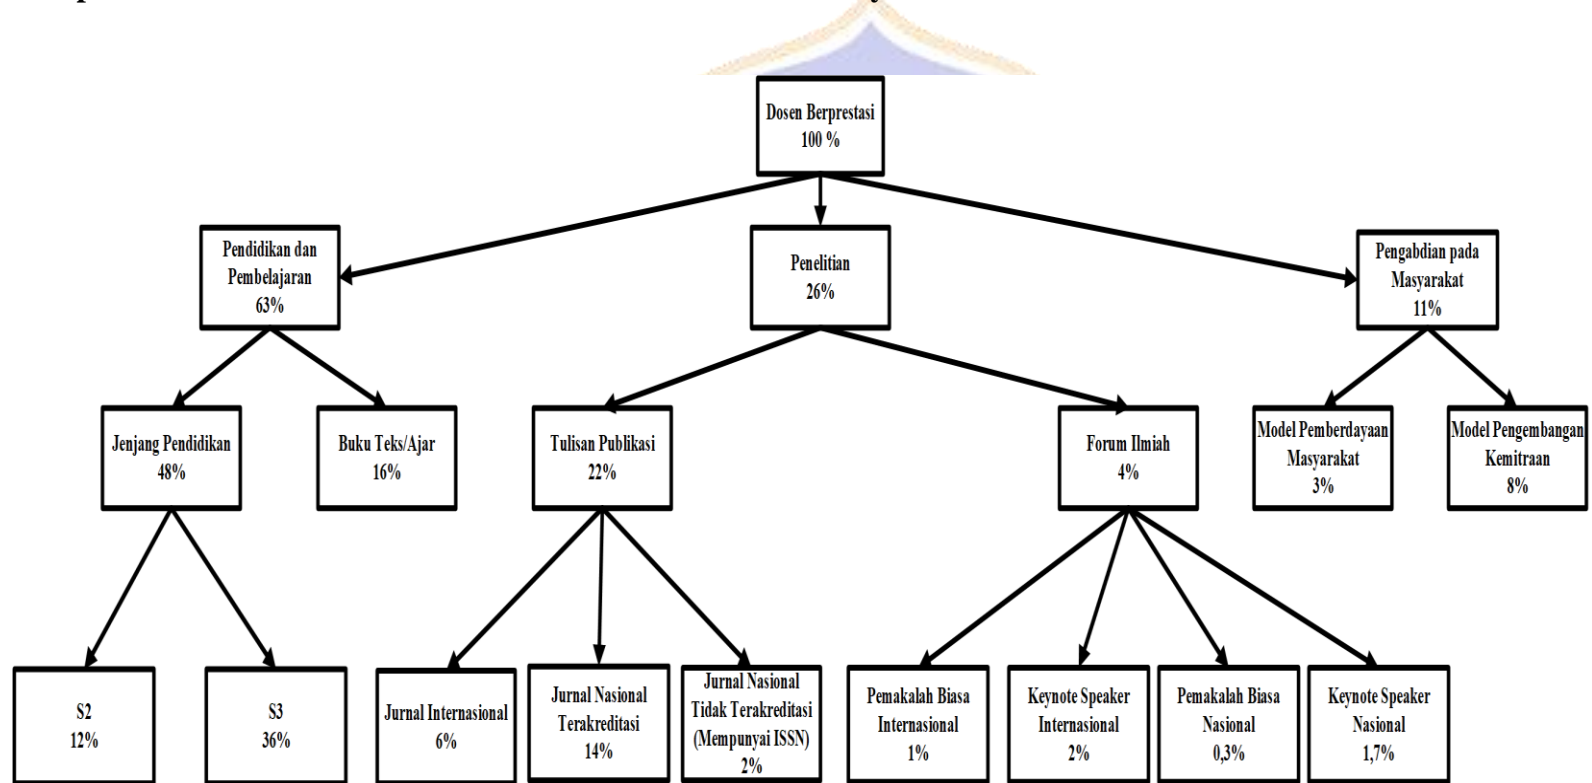 Dosen Berprestasi
100 %
Pendidikan dan
Pembelajaran
63%
Penelitian
26%
Pengabdian pada
Masyarakat
11%
Jenjang Pendidikan
48%
Buku Teks/Ajar
16%
Tulisan Publikasi
22%
Forum Ilmiah
4%
Model Pemberdayaan
Masyarakat
3%
Model Pengembangan
Kemitraan
8%
S2
12%
S3
36%
Jurnal Internasional
6%
Jurnal Nasional
Terakreditasi
14%
Jurnal Nasional
Tidak Terakreditasi
(Mempunyai ISSN)
2%
Pemakalah Biasa
Internasional
1%
Keynote Speaker
Internasional
2%
Pemakalah Biasa
Nasional
0,3%
Keynote Speaker
Nasional
1,7%